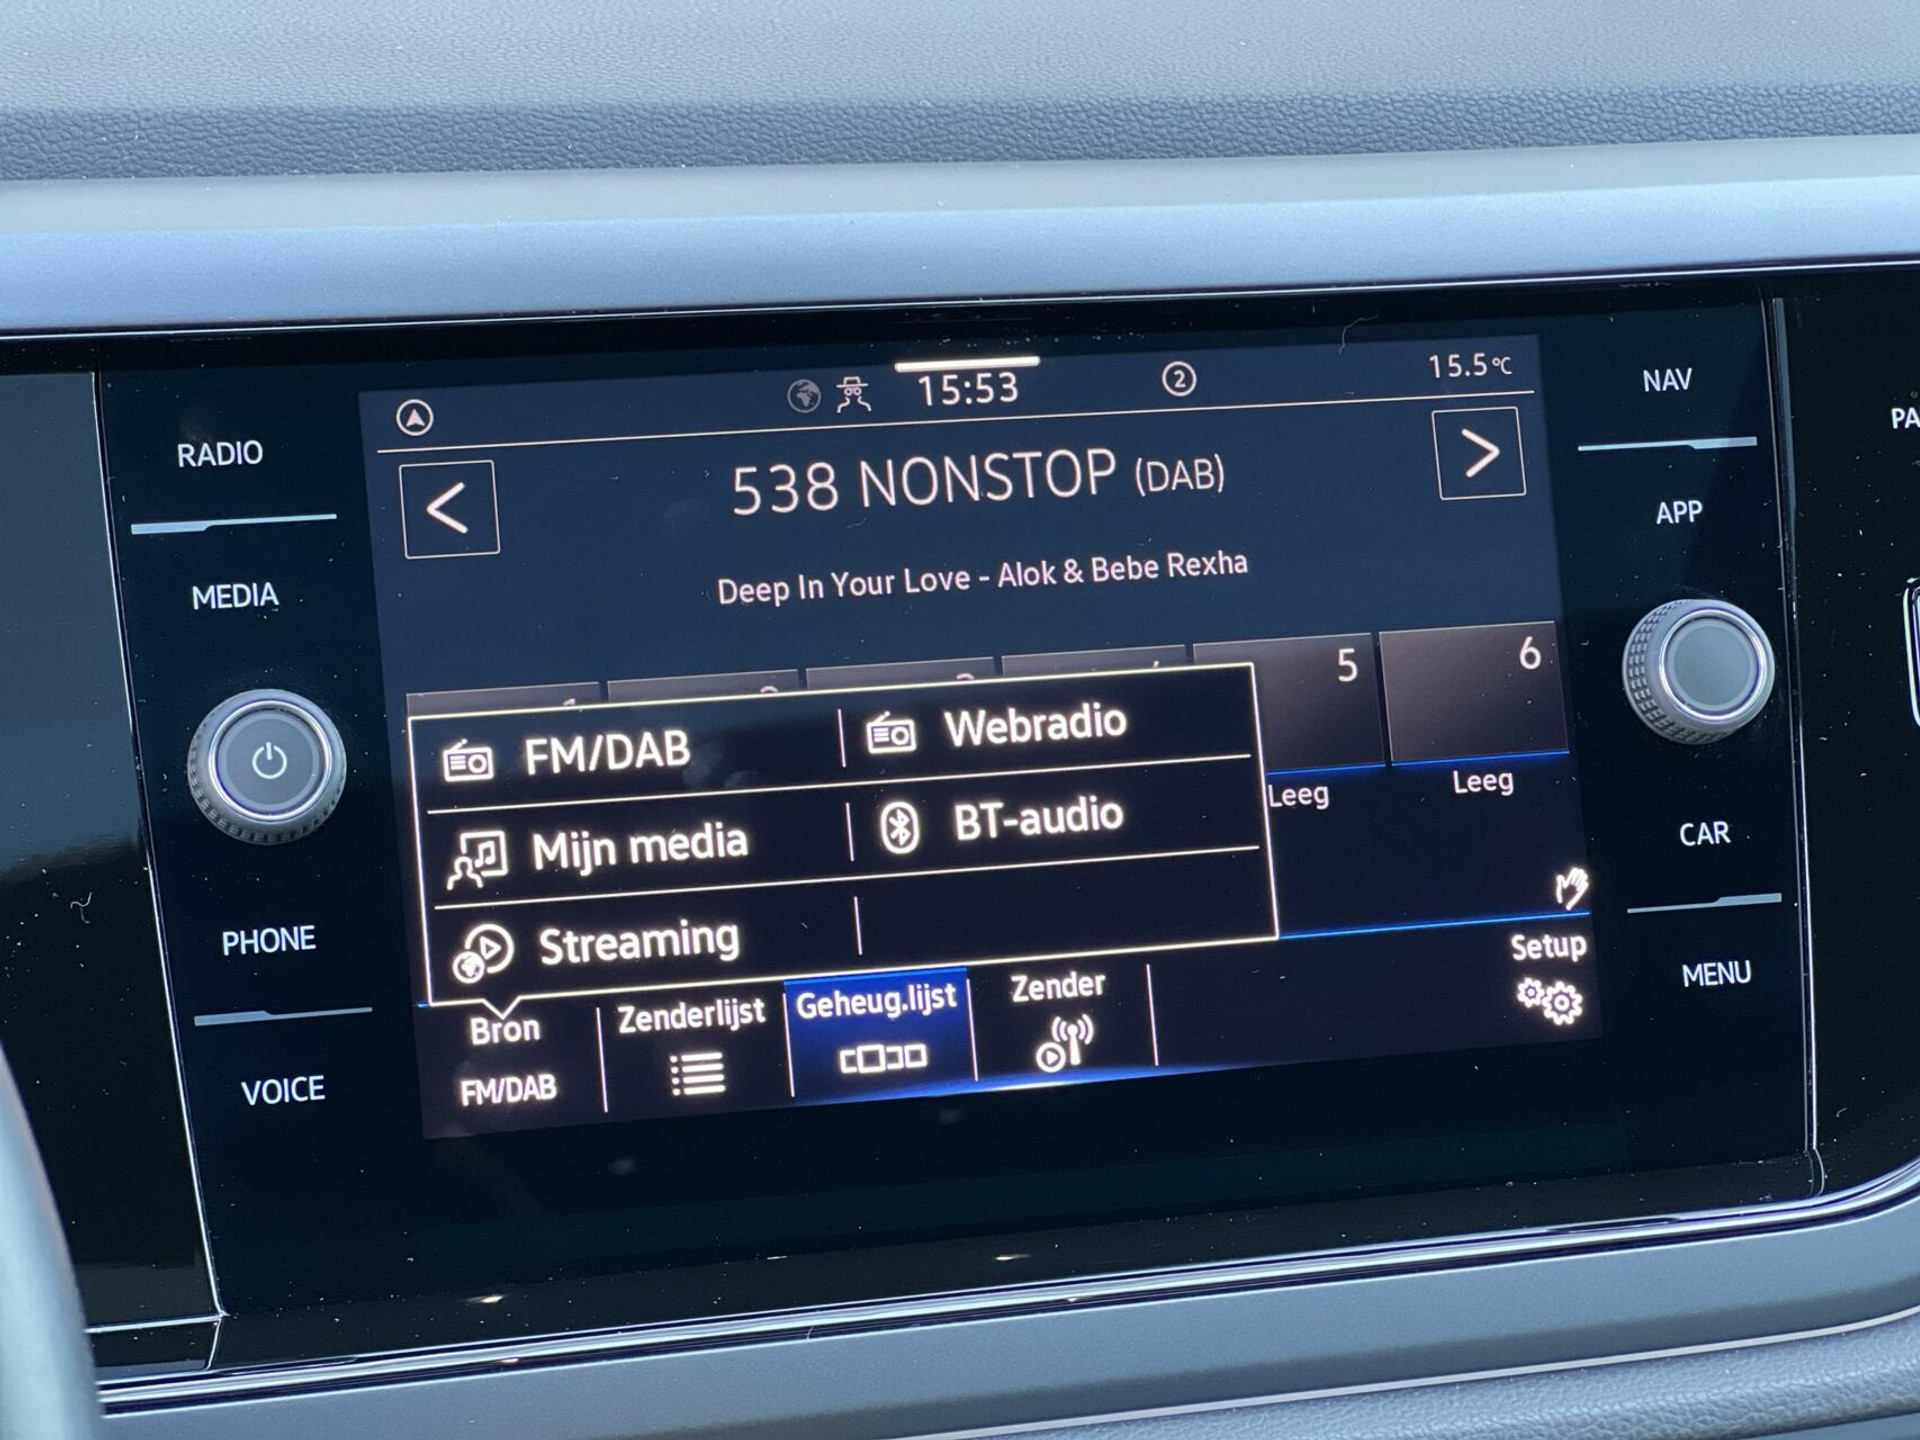 15:53
2
15.5°C
538 NONSTOP (DAB)
Deep In Your Love - Alok & Bebe Rexha
5
6
FM/DAB
Webradio
Mijn media
BT-audio
Streaming
Leeg
Leeg
Bron
FM/DAB
Zenderlijst
Geheug.lijst
Zender
Setup
RADIO
MEDIA
PHONE
VOICE
NAV
APP
CAR
MENU